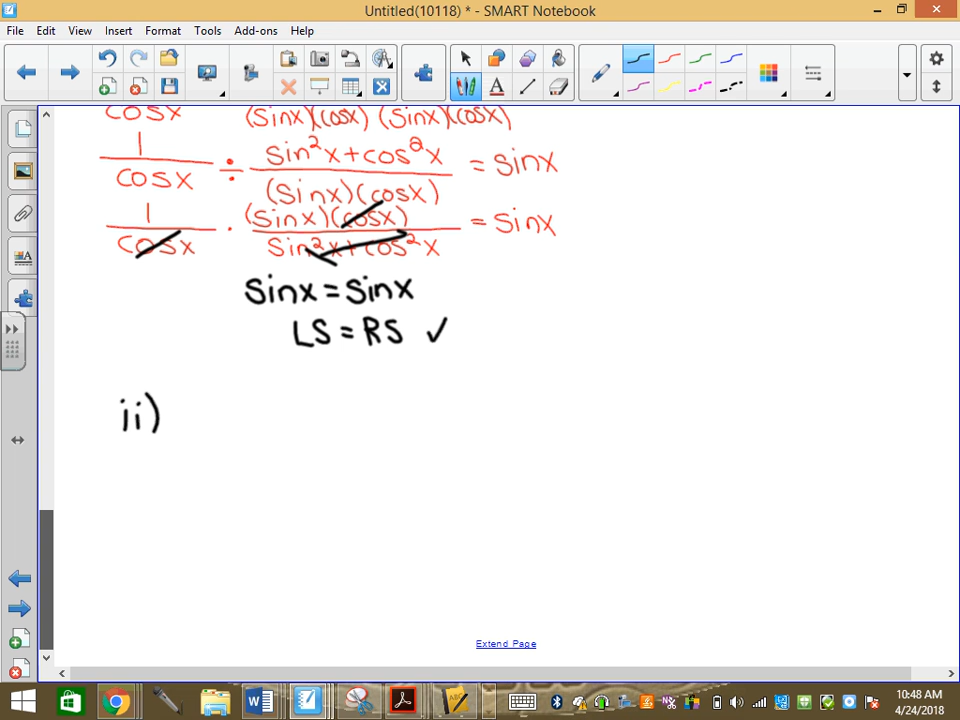 Untitled(10118) * - SMART Notebook
File Edit View Insert Format Tools Add-ons Help
cosx (sinx)(cosx) (sinx)(cosx)
1/cosx ÷ sin²x+cos²x/(sinx)(cosx) = sinx
1/cosx · (sinx)(cosx)/sin²x+cos²x = sinx
sinx = sinx
LS = RS ✓
ii)
Extend Page
10:48 AM
4/24/2018